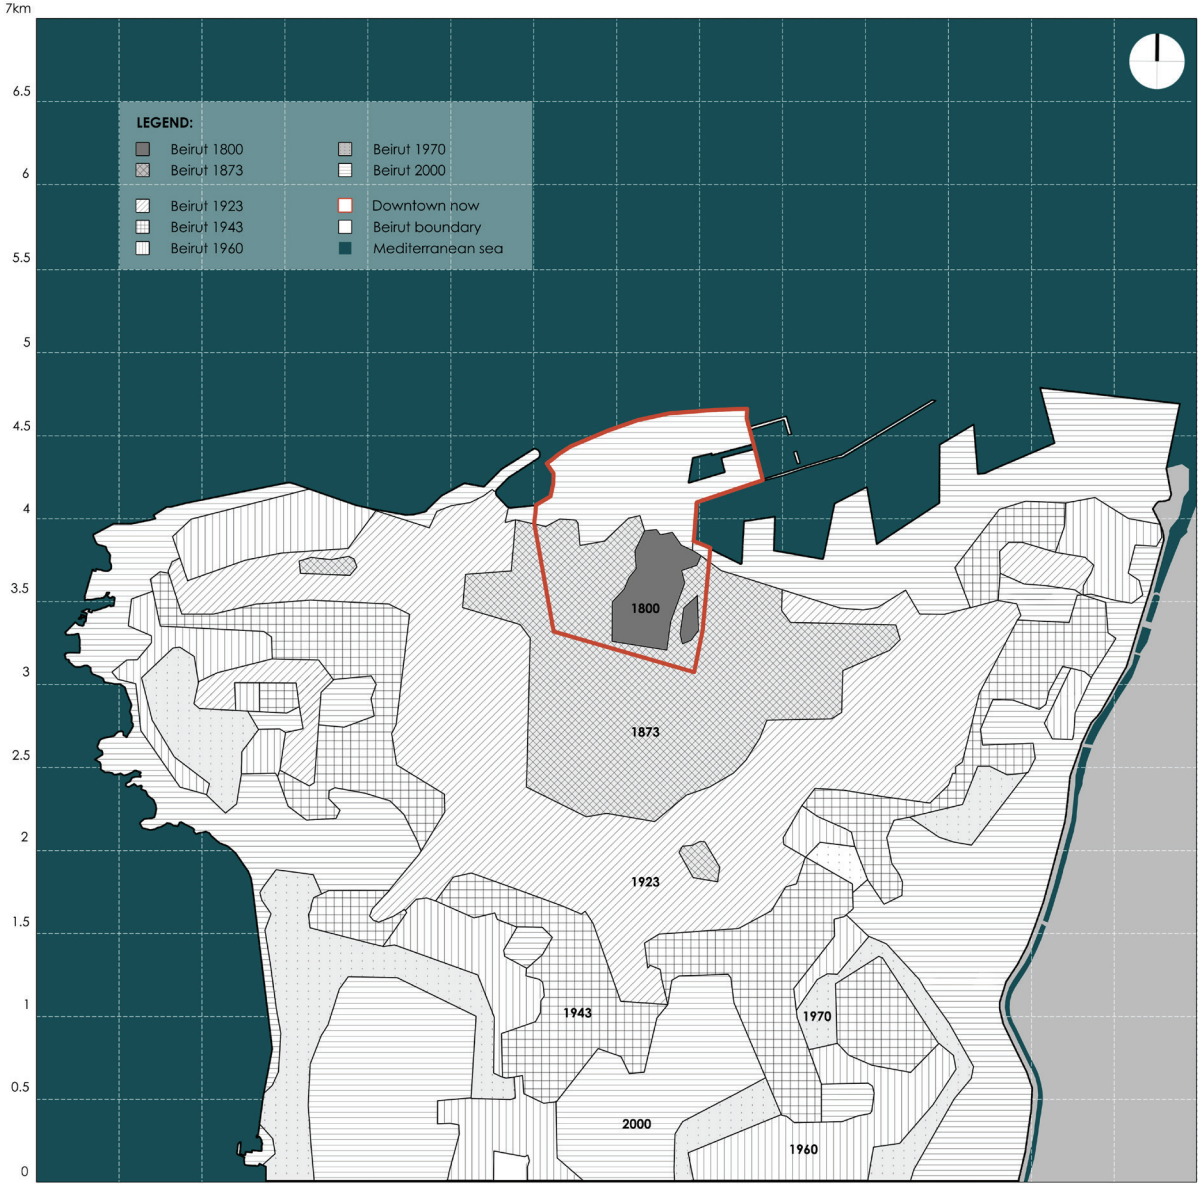 7km
6.5
LEGEND:
Beirut 1800
Beirut 1970
Beirut 1873
Beirut 2000
6
Beirut 1923
Downtown now
Beirut 1943
Beirut boundary
Beirut 1960
Mediterranean sea
5.5
5
4.5
4
3.5
1800
3
1873
2.5
2
1923
1.5
1
1943
1970
0.5
2000
1960
0